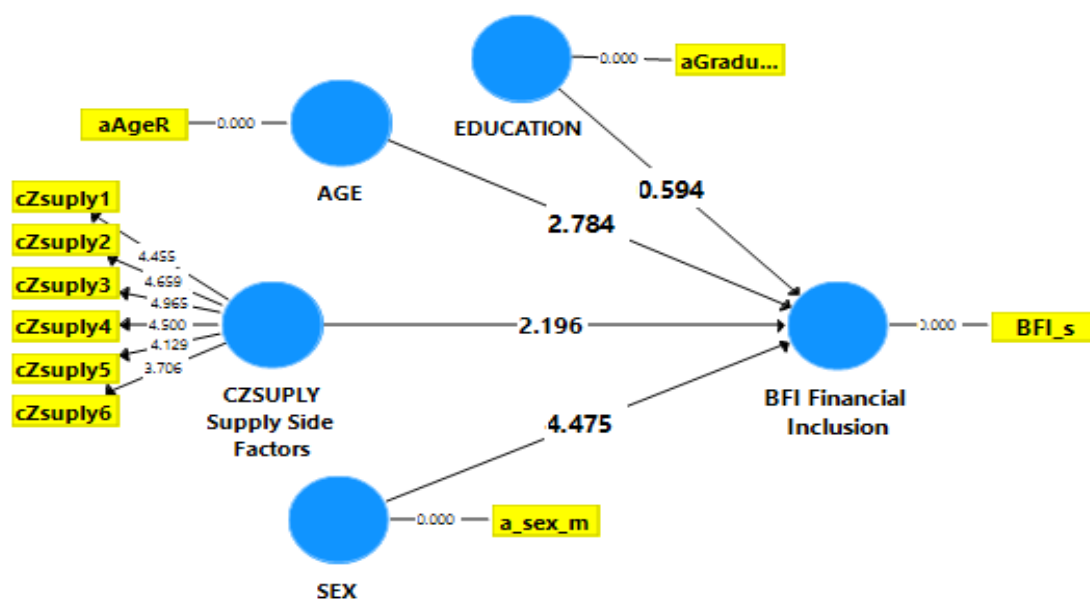 0.000
aGradu...
EDUCATION
aAgeR
0.000
AGE
0.594
2.784
cZsuply1
cZsuply2
cZsuply3
cZsuply4
cZsuply5
cZsuply6
4.455
4.659
4.965
4.500
4.129
3.706
2.196
0.000
BFI_s
CZSUPLY
Supply Side
Factors
BFI Financial
Inclusion
4.475
0.000
a_sex_m
SEX